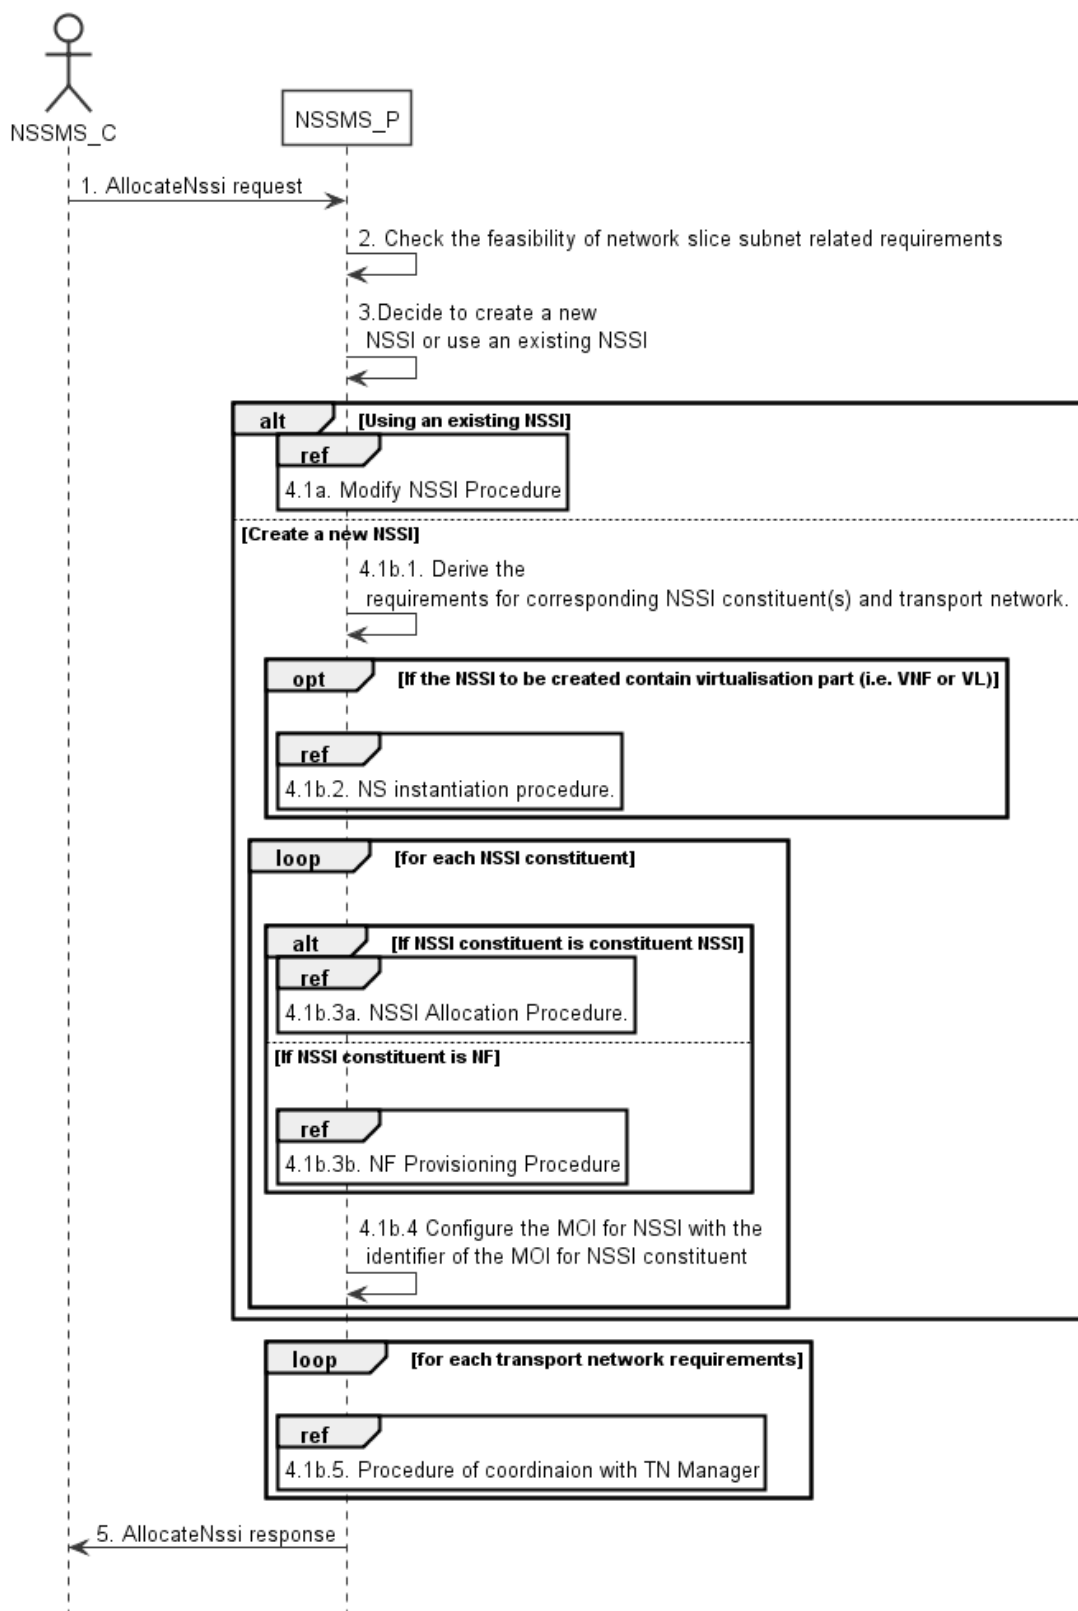 NSSMS_C
NSSMS_P
1. AllocateNssi request
2. Check the feasibility of network slice subnet related requirements
3.Decide to create a new
NSSI or use an existing NSSI
alt
[Using an existing NSSI]
ref
4.1a. Modify NSSI Procedure
[Create a new NSSI]
4.1b.1. Derive the
requirements for corresponding NSSI constituent(s) and transport network.
opt
[If the NSSI to be created contain virtualisation part (i.e. VNF or VL)]
ref
4.1b.2. NS instantiation procedure.
loop
[for each NSSI constituent]
alt
[If NSSI constituent is constituent NSSI]
ref
4.1b.3a. NSSI Allocation Procedure.
[If NSSI constituent is NF]
ref
4.1b.3b. NF Provisioning Procedure
4.1b.4 Configure the MOI for NSSI with the
identifier of the MOI for NSSI constituent
loop
[for each transport network requirements]
ref
4.1b.5. Procedure of coordinaion with TN Manager
5. AllocateNssi response